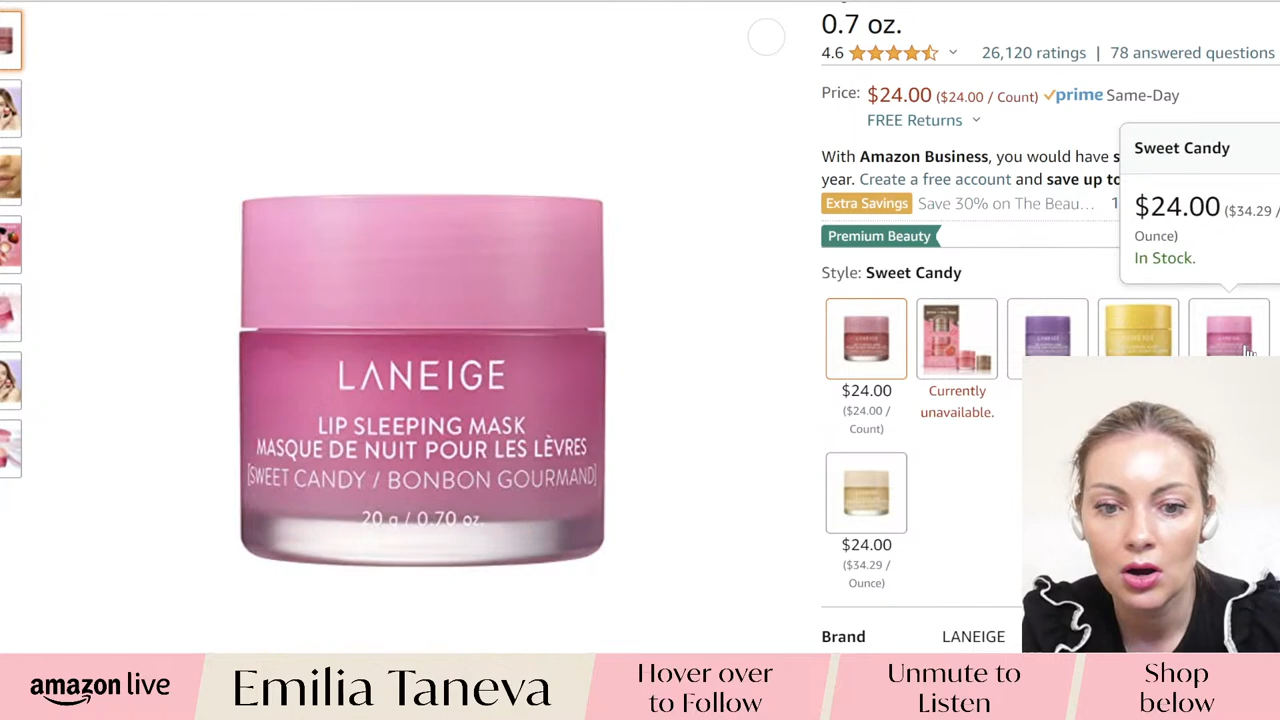 0.7 oz.
4.6 26,120 ratings | 78 answered questions
Price: $24.00 ($24.00 / Count) prime Same-Day
FREE Returns
With Amazon Business, you would have
year. Create a free account and save up to
Extra Savings Save 30% on The Beau…
Premium Beauty
Sweet Candy
$24.00 ($34.29 /
Ounce)
In Stock.
Style: Sweet Candy
$24.00
($24.00 /
Count)
Currently
unavailable.
$24.00
($34.29 /
Ounce)
Brand LANEIGE
LANEIGE
LIP SLEEPING MASK
MASQUE DE NUIT POUR LES LÈVRES
[SWEET CANDY / BONBON GOURMAND]
20 g / 0.70 oz.
amazon live
Emilia Taneva
Hover over
to Follow
Unmute to
Listen
Shop
below